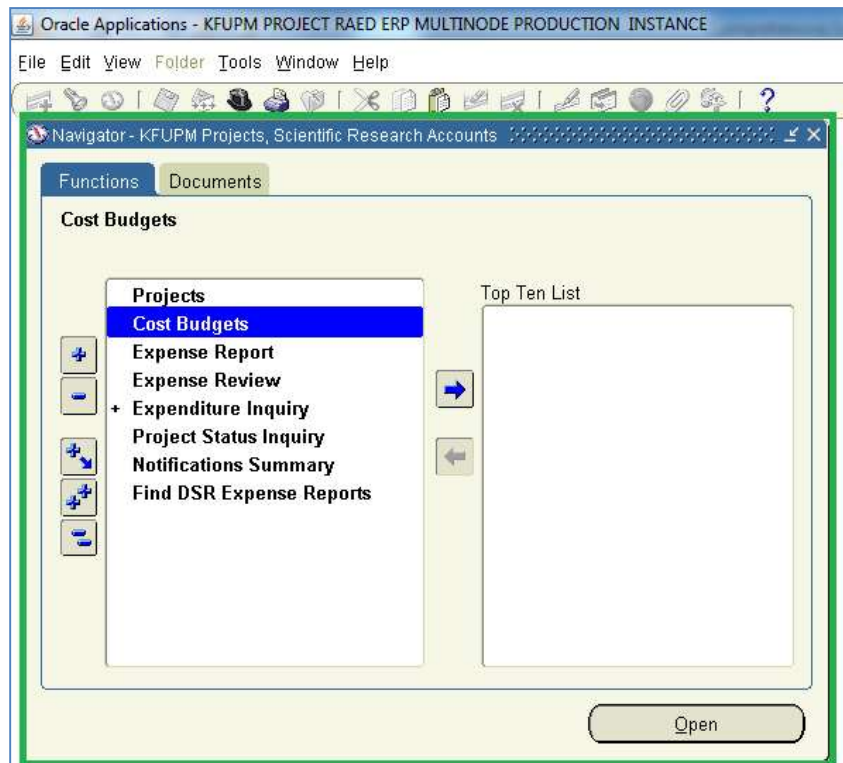 Oracle Applications - KFUPM PROJECT RAED ERP MULTINODE PRODUCTION INSTANCE
File Edit View Folder Tools Window Help
Navigator - KFUPM Projects, Scientific Research Accounts
Functions Documents
Cost Budgets
Top Ten List
Projects
Cost Budgets
Expense Report
Expense Review
+ Expenditure Inquiry
Project Status Inquiry
Notifications Summary
Find DSR Expense Reports
Open